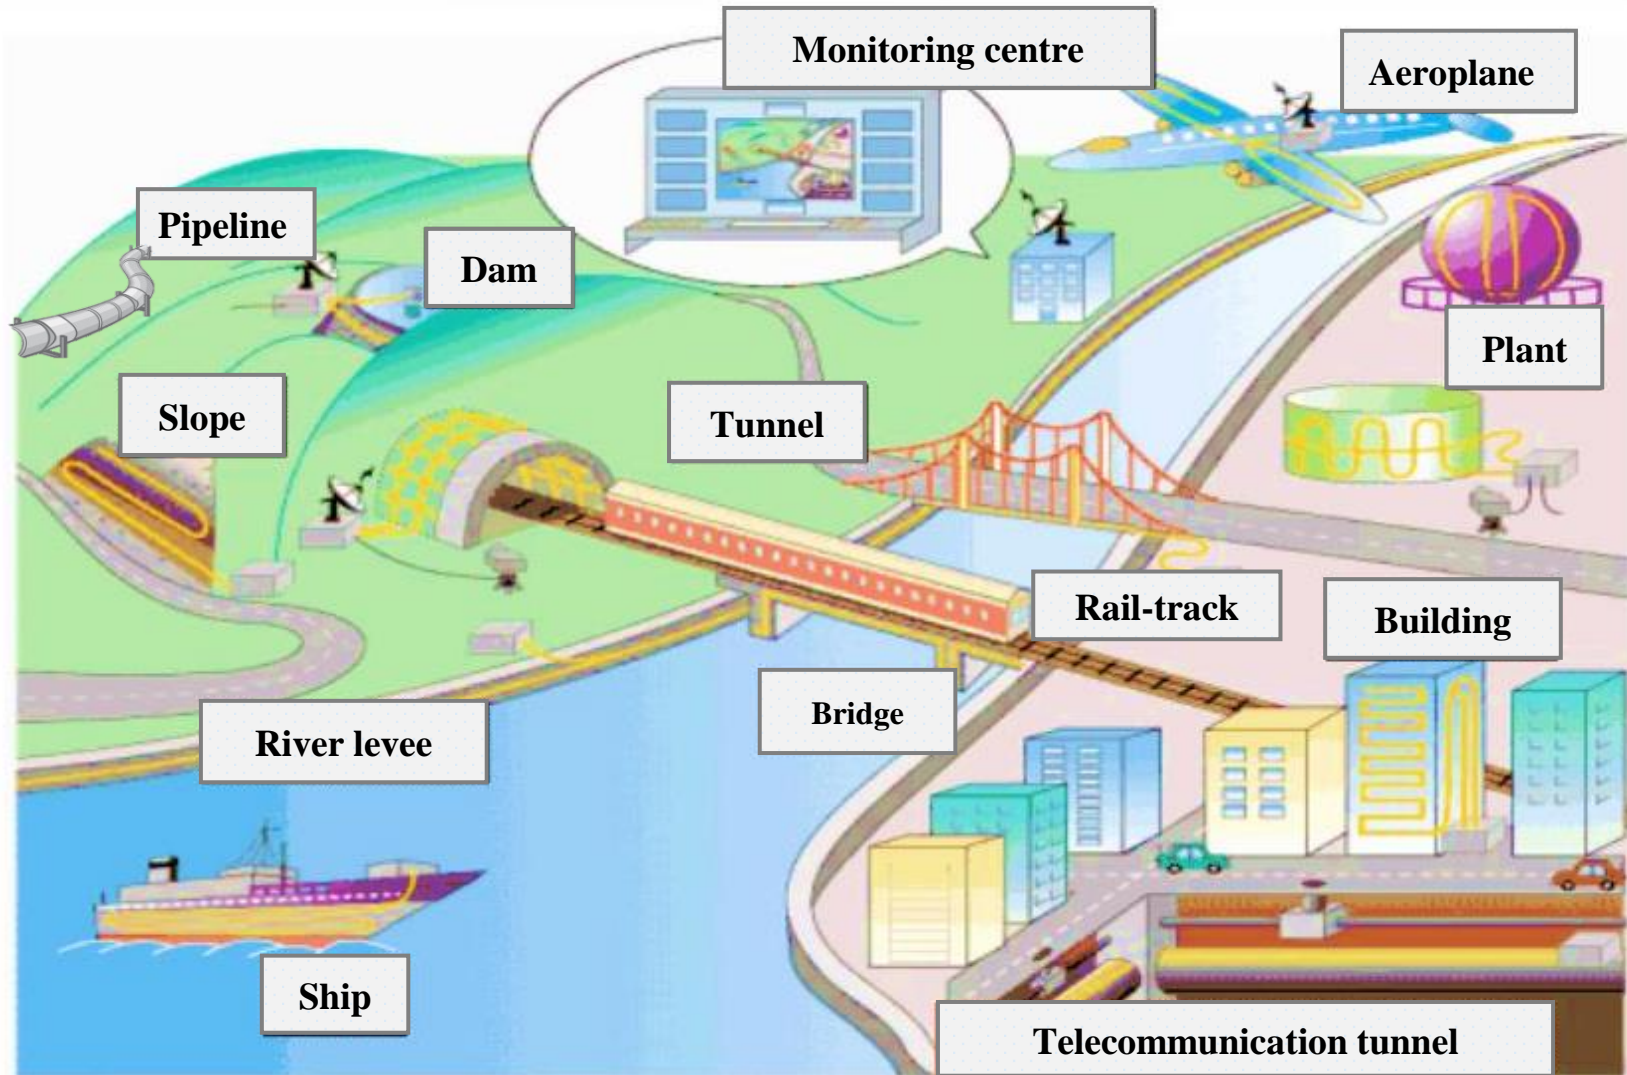 Monitoring centre
Aeroplane
Pipeline
Dam
Plant
Slope
Tunnel
Rail-track
Building
Bridge
River levee
Ship
Telecommunication tunnel